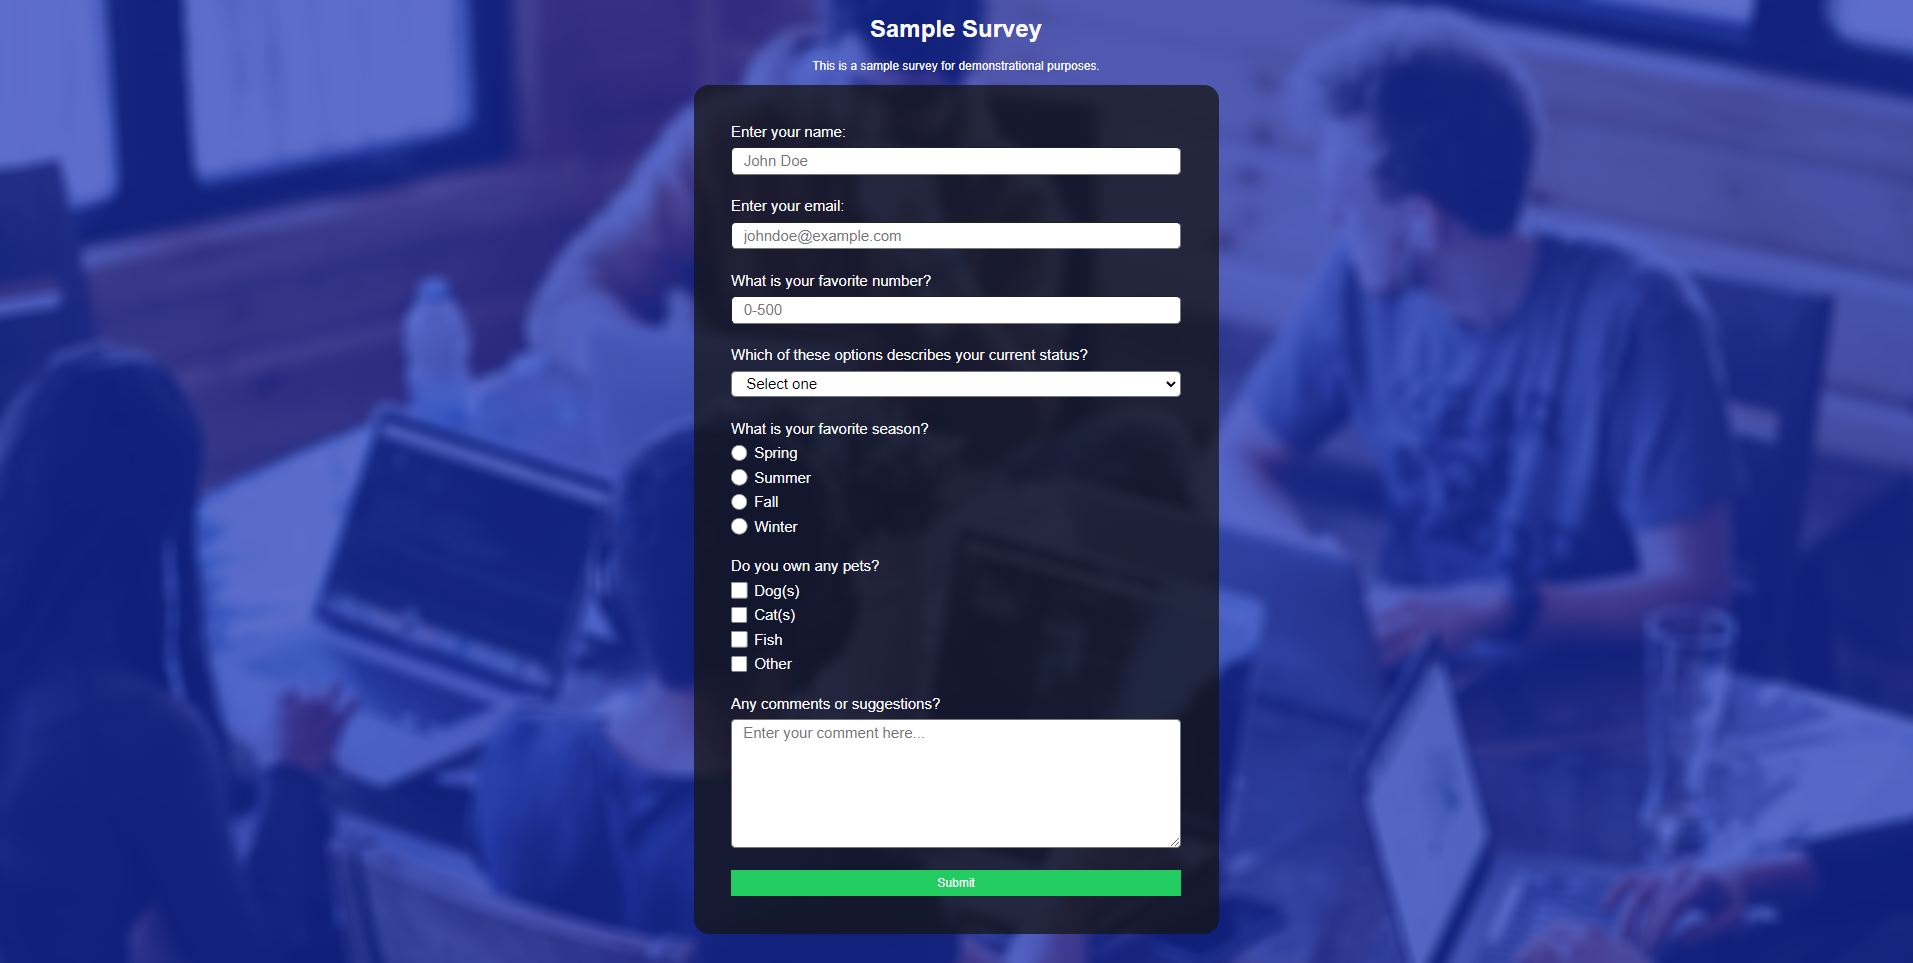 Sample Survey
This is a sample survey for demonstrational purposes.
Enter your name:
John Doe
Enter your email:
johndoe@example.com
What is your favorite number?
0-500
Which of these options describes your current status?
Select one
What is your favorite season?
Spring
Summer
Fall
Winter
Do you own any pets?
Dog(s)
Cat(s)
Fish
Other
Any comments or suggestions?
Enter your comment here...
Submit